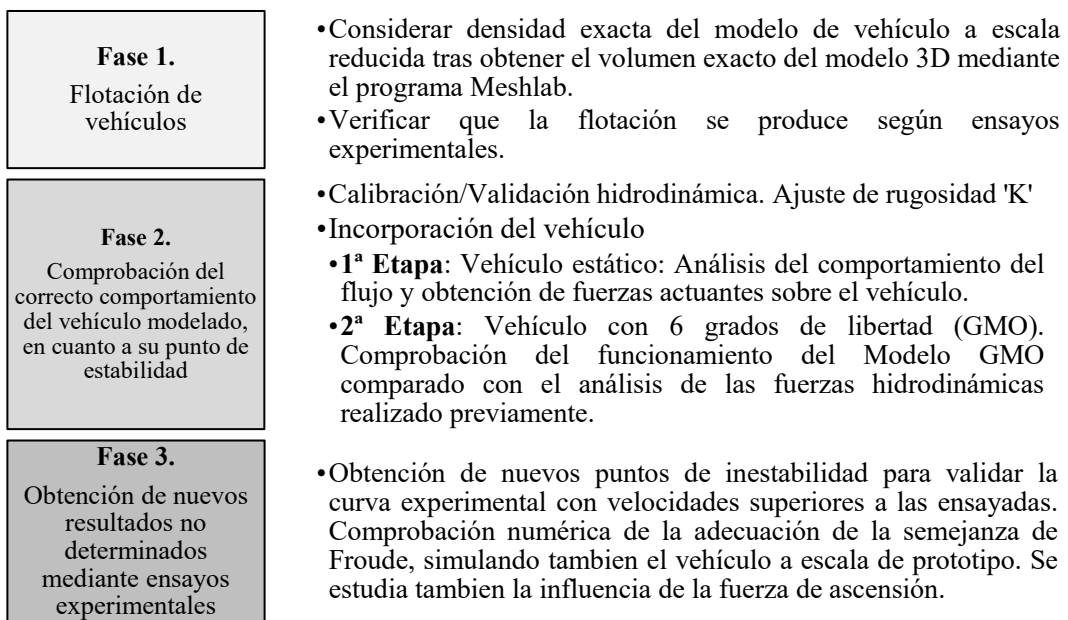 Fase 1.
Flotación de
vehículos
•Considerar densidad exacta del modelo de vehículo a escala
reducida tras obtener el volumen exacto del modelo 3D mediante
el programa Meshlab.
•Verificar que la flotación se produce según ensayos
experimentales.
Fase 2.
Comprobación del
correcto comportamiento
del vehículo modelado,
en cuanto a su punto de
estabilidad
•Calibración/Validación hidrodinámica. Ajuste de rugosidad 'K'
•Incorporación del vehículo
•1ª Etapa: Vehículo estático: Análisis del comportamiento del
flujo y obtención de fuerzas actuantes sobre el vehículo.
•2ª Etapa: Vehículo con 6 grados de libertad (GMO).
Comprobación del funcionamiento del Modelo GMO
comparado con el análisis de las fuerzas hidrodinámicas
realizado previamente.
Fase 3.
Obtención de nuevos
resultados no
determinados
mediante ensayos
experimentales
•Obtención de nuevos puntos de inestabilidad para validar la
curva experimental con velocidades superiores a las ensayadas.
Comprobación numérica de la adecuación de la semejanza de
Froude, simulando tambien el vehículo a escala de prototipo. Se
estudia tambien la influencia de la fuerza de ascensión.